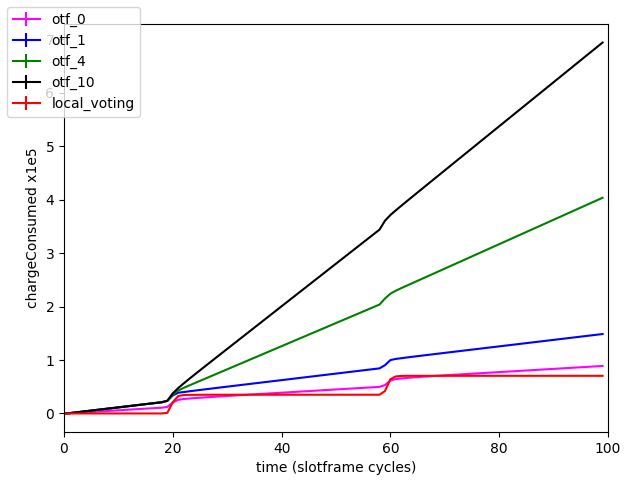 otf_0
otf_1
otf_4
otf_10
local_voting
7
6
5
4
3
2
1
0
chargeConsumed x1e5
0 20 40 60 80 100
time (slotframe cycles)